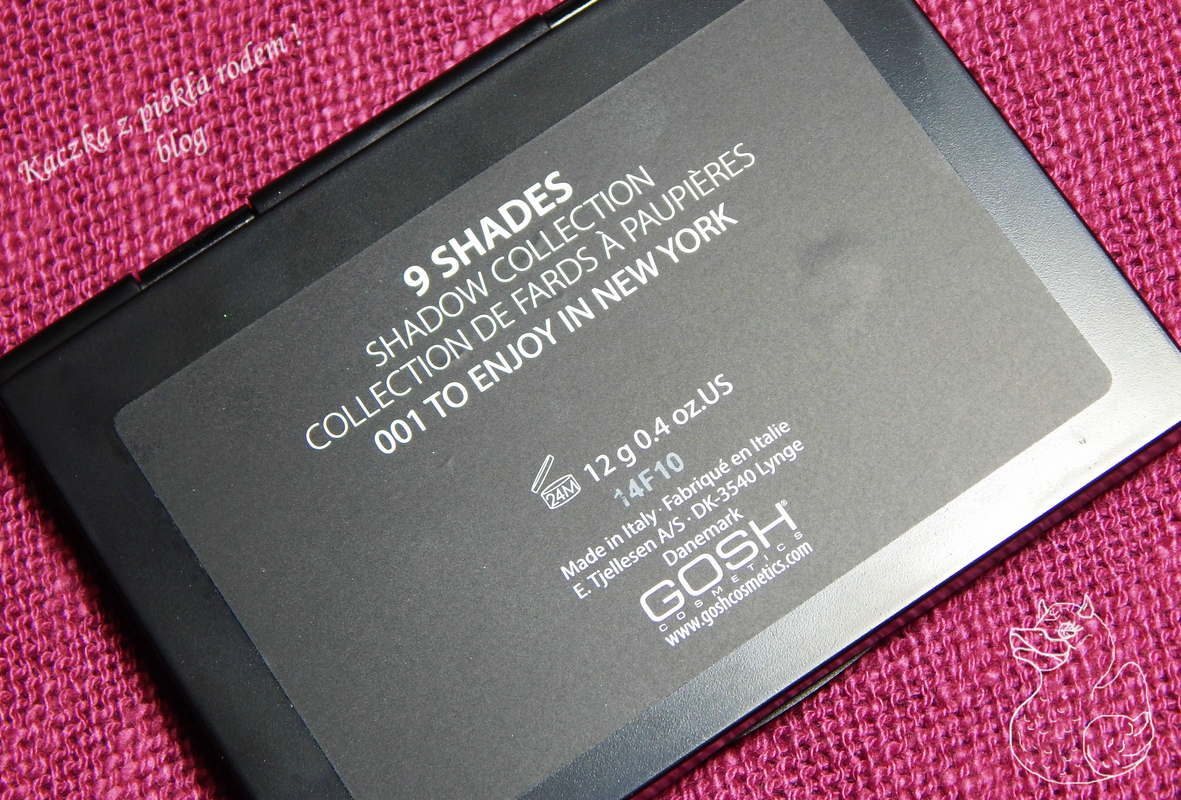 Kaczka z piekła rodem !
blog
9 SHADES
SHADOW COLLECTION
COLLECTION DE FARDS À PAUPIÈRES
001 TO ENJOY IN NEW YORK
24M 12 g 0.4 oz.US
14F10
Made in Italy · Fabriqué en Italie
E. Tjellesen A/S · DK-3540 Lynge
Danemark
GOSH®
COSMETICS
www.goshcosmetics.com